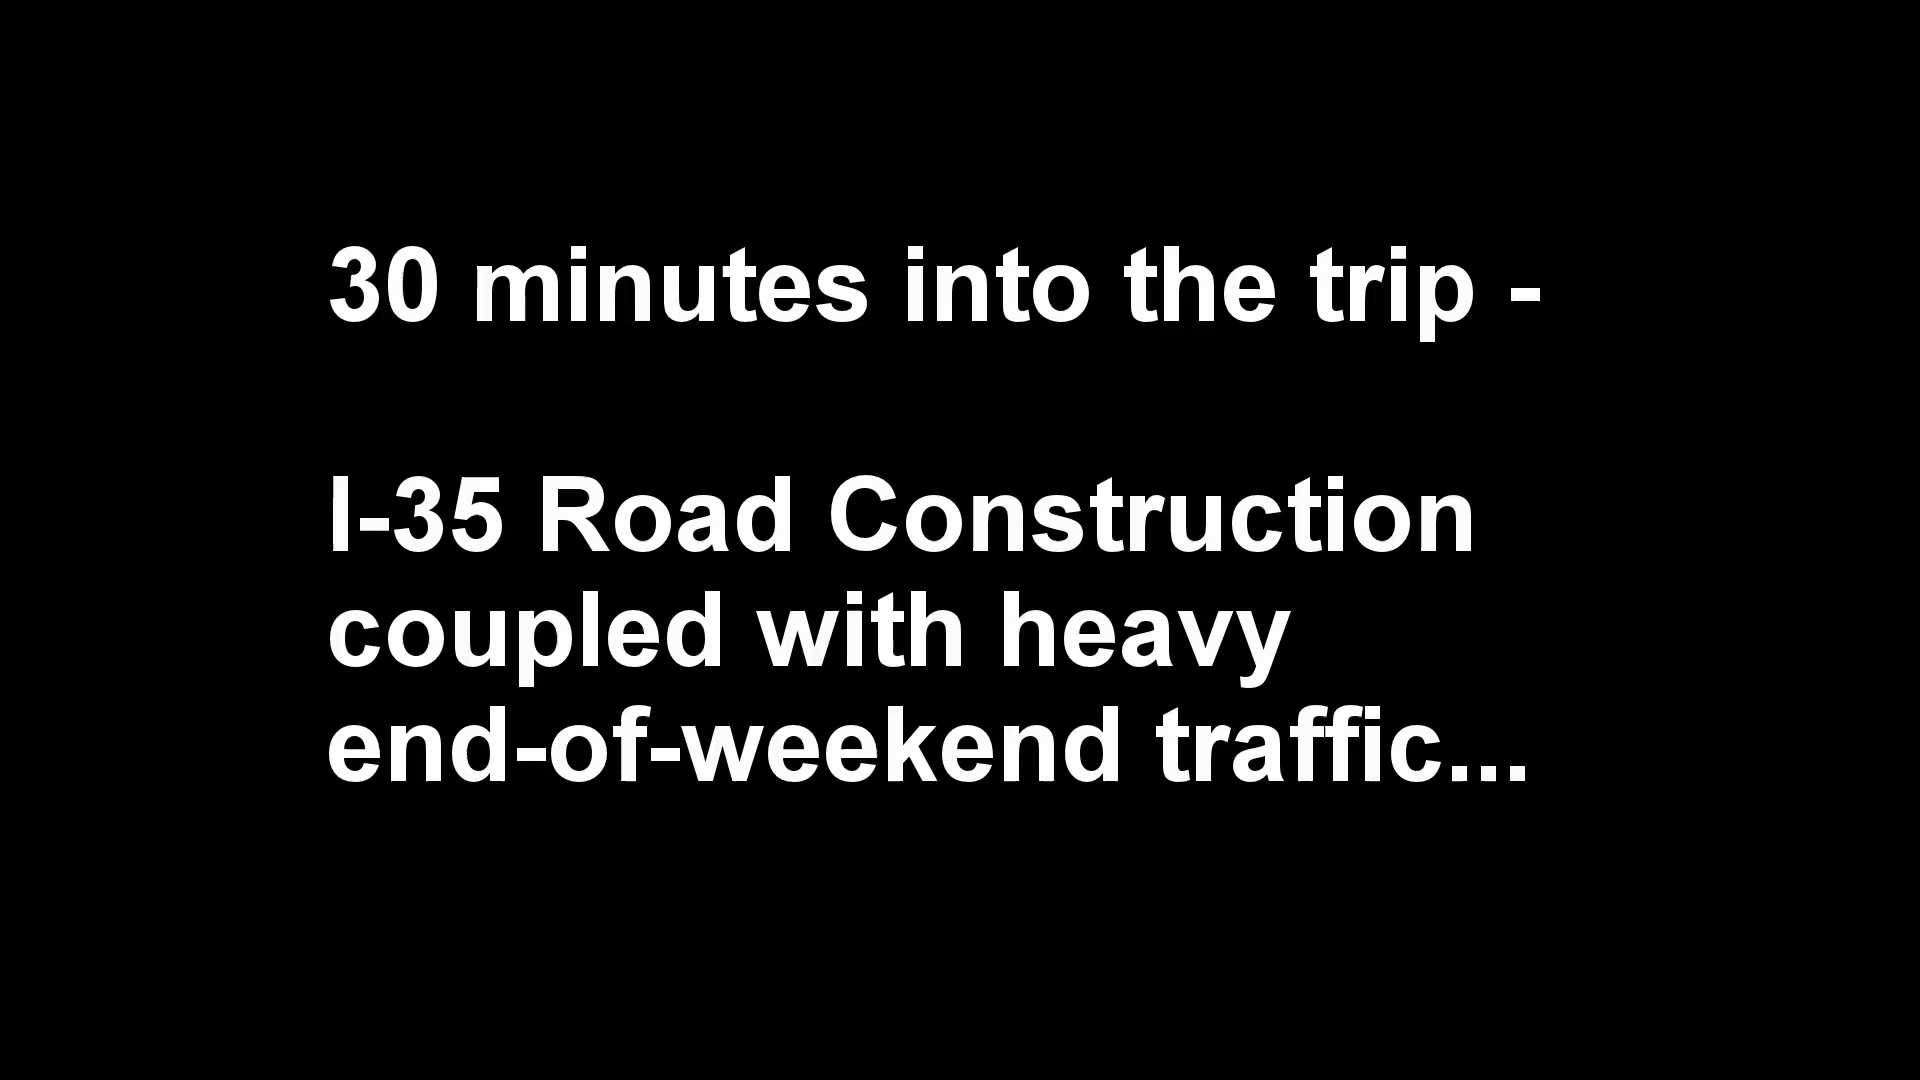 30 minutes into the trip -
I-35 Road Construction
coupled with heavy
end-of-weekend traffic...